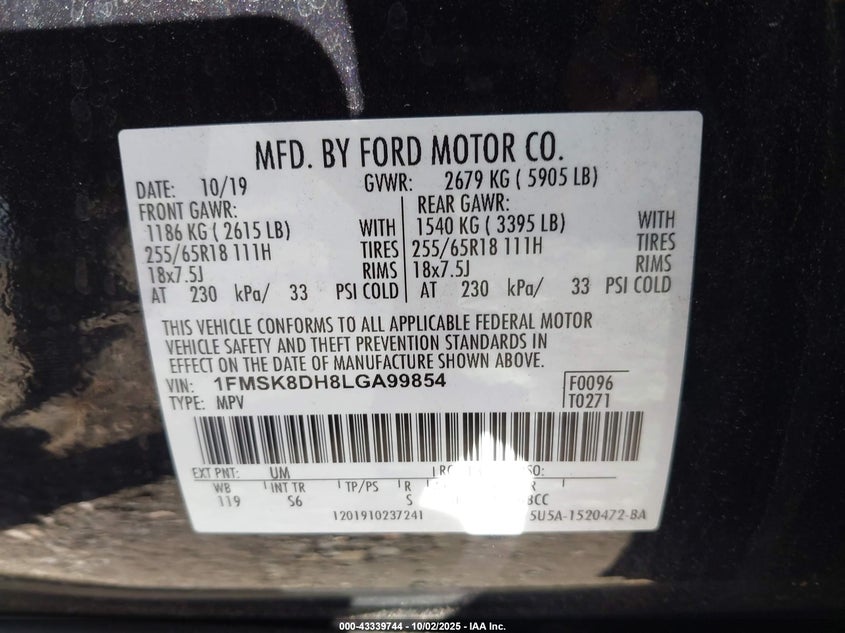 MFD. BY FORD MOTOR CO.
DATE: 10/19 GVWR: 2679 KG ( 5905 LB)
FRONT GAWR: REAR GAWR:
1186 KG ( 2615 LB) WITH 1540 KG ( 3395 LB) WITH
255/65R18 111H TIRES 255/65R18 111H TIRES
18x7.5J RIMS 18x7.5J RIMS
AT 230 kPa/ 33 PSI COLD AT 230 kPa/ 33 PSI COLD
THIS VEHICLE CONFORMS TO ALL APPLICABLE FEDERAL MOTOR
VEHICLE SAFETY AND THEFT PREVENTION STANDARDS IN
EFFECT ON THE DATE OF MANUFACTURE SHOWN ABOVE.
VIN: 1FMSK8DH8LGA99854 F0096
TYPE: MPV T0271
EXT PNT: UM
WB INT TR TP/PS R
119 S6 S
1201910237241 5U5A-1520472-BA
000-43339744 - 10/02/2025 - IAA Inc.